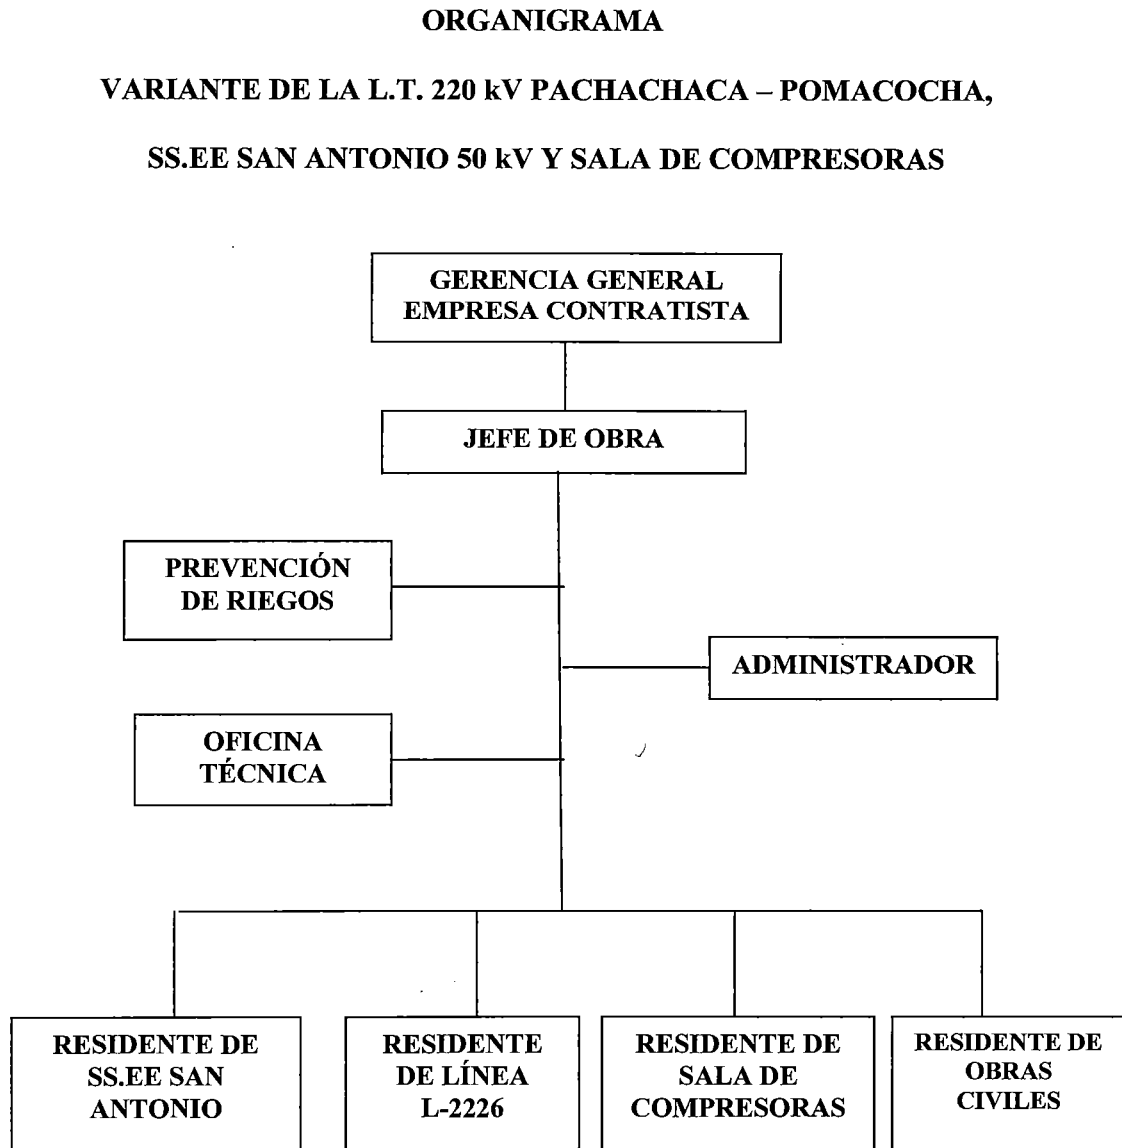 ORGANIGRAMA
VARIANTE DE LA L.T. 220 kV PACHACHACA – POMACOCHA,
SS.EE SAN ANTONIO 50 kV Y SALA DE COMPRESORAS
GERENCIA GENERAL
EMPRESA CONTRATISTA
JEFE DE OBRA
PREVENCIÓN
DE RIEGOS
ADMINISTRADOR
OFICINA
TÉCNICA
RESIDENTE DE
SS.EE SAN
ANTONIO
RESIDENTE
DE LÍNEA
L-2226
RESIDENTE DE
SALA DE
COMPRESORAS
RESIDENTE DE
OBRAS
CIVILES